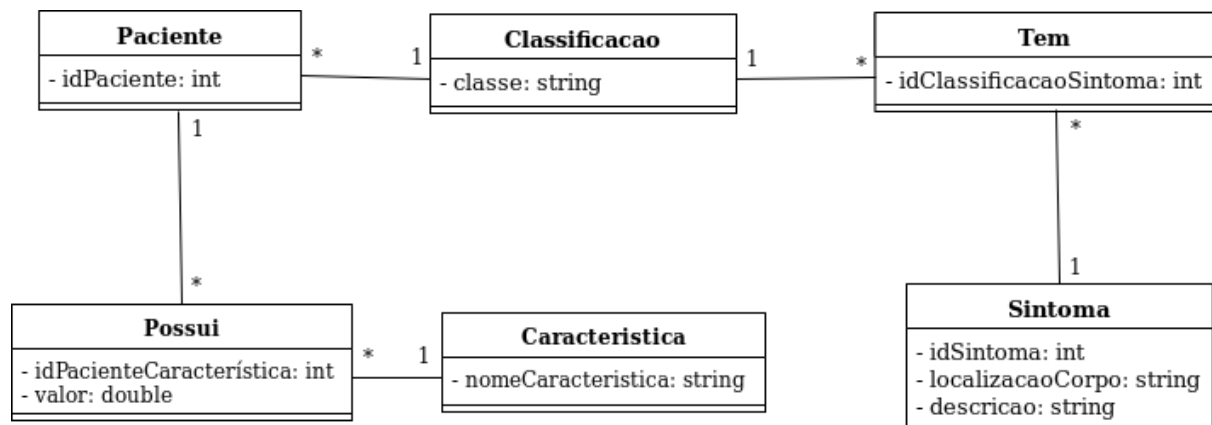 Paciente
- idPaciente: int
* 1
Classificacao
- classe: string
1 *
Tem
- idClassificacaoSintoma: int
1
*
*
1
Possui
- idPacienteCaracterística: int
- valor: double
* 1
Caracteristica
- nomeCaracteristica: string
Sintoma
- idSintoma: int
- localizacaoCorpo: string
- descricao: string